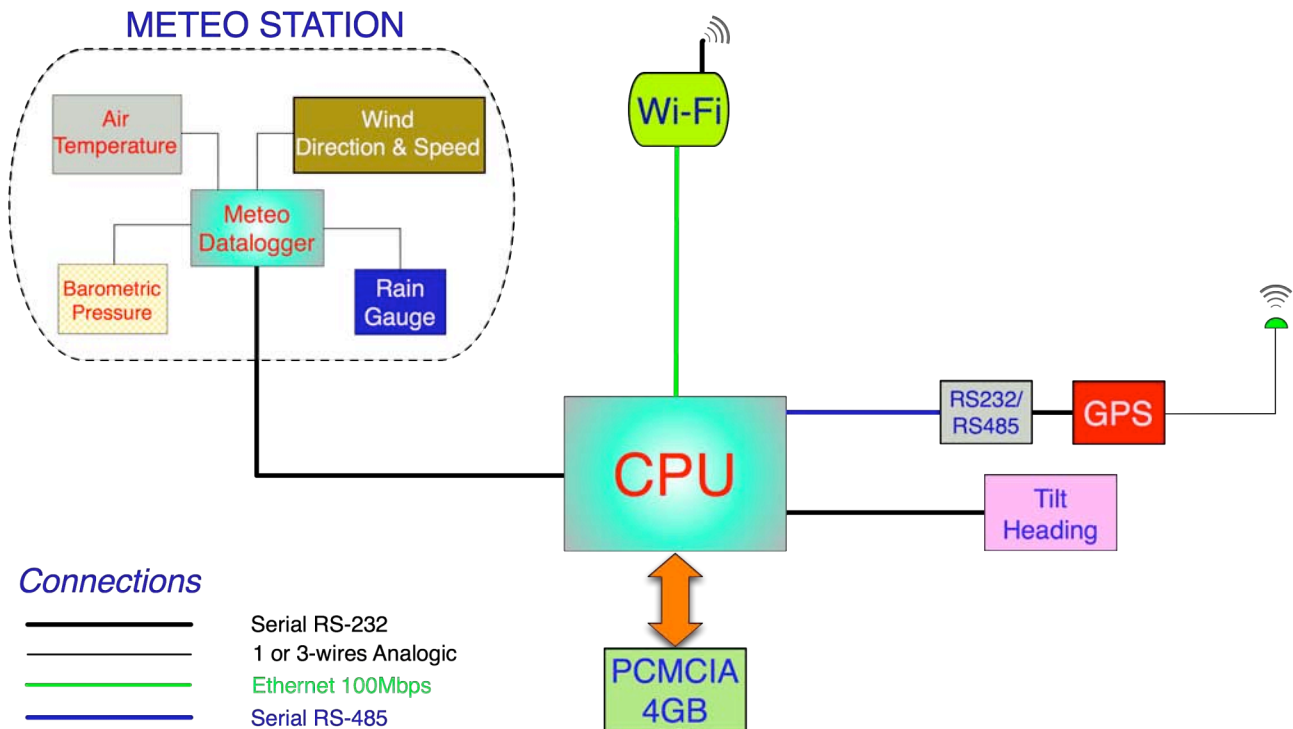 METEO STATION
Air
Temperature
Wind
Direction & Speed
Meteo
Datalogger
Barometric
Pressure
Rain
Gauge
Wi-Fi
CPU
RS232/
RS485
GPS
Tilt
Heading
PCMCIA
4GB
Connections
Serial RS-232
1 or 3-wires Analogic
Ethernet 100Mbps
Serial RS-485